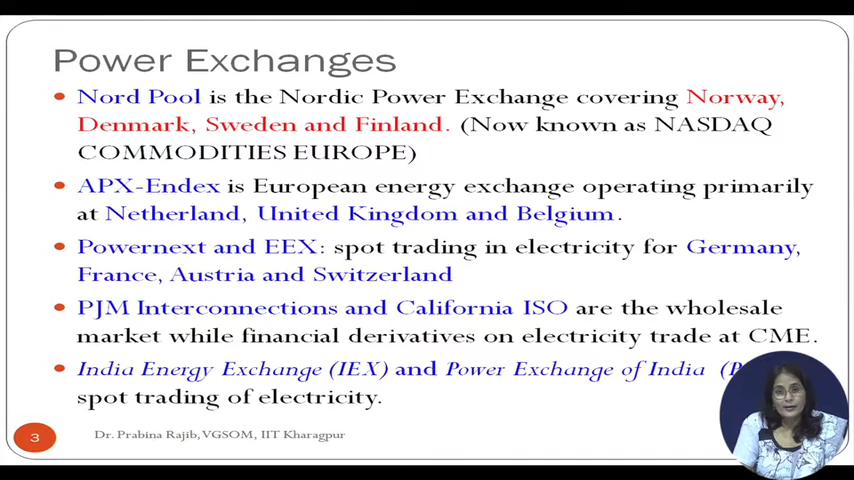 Power Exchanges
Nord Pool is the Nordic Power Exchange covering Norway,
Denmark, Sweden and Finland. (Now known as NASDAQ
COMMODITIES EUROPE)
APX-Endex is European energy exchange operating primarily
at Netherland, United Kingdom and Belgium.
Powernext and EEX: spot trading in electricity for Germany,
France, Austria and Switzerland
PJM Interconnections and California ISO are the wholesale
market while financial derivatives on electricity trade at CME.
India Energy Exchange (IEX) and Power Exchange of India
spot trading of electricity.
3
Dr. Prabina Rajib, VGSOM, IIT Kharagpur